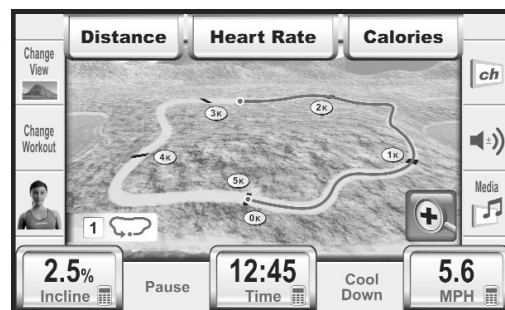 Distance
Heart Rate
Calories
Change
View
ch
3K
2K
Change
Workout
±
4K
1K
5K
Media
0K
1
2.5%
Incline
Pause
12:45
Time
Cool
Down
5.6
MPH